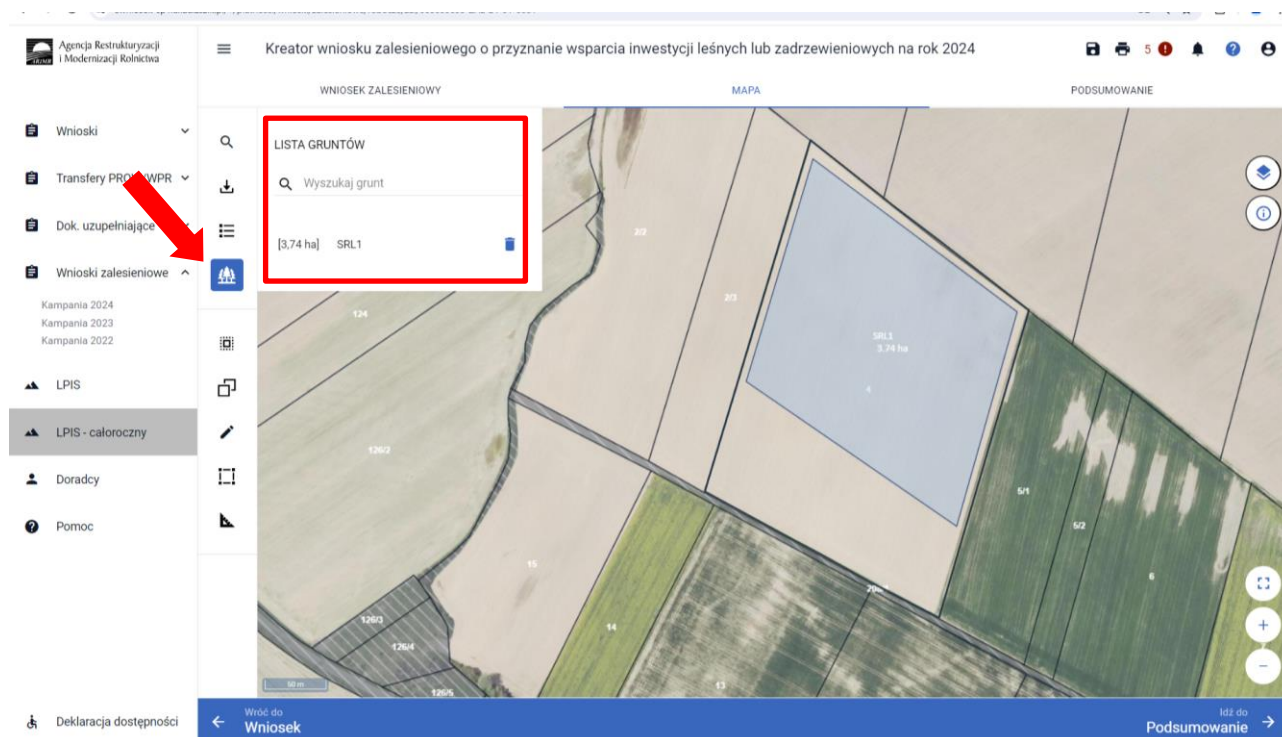 Agencja Restrukturyzacji
i Modernizacji Rolnictwa
ARiMR
Kreator wniosku zalesieniowego o przyznanie wsparcia inwestycji leśnych lub zadrzewieniowych na rok 2024
5
WNIOSEK ZALESIENIOWY
MAPA
PODSUMOWANIE
Wnioski
Transfery
Dok. uzupełniające
Wnioski zalesieniowe
Kampania 2024
Kampania 2023
Kampania 2022
LPIS
LPIS - całoroczny
Doradcy
Pomoc
Deklaracja dostępności
LISTA GRUNTÓW
Wyszukaj grunt
[3,74 ha] SRL1
2/2
2/3
124
SRL1
3.74 ha
4
126/2
5/1
5/2
15
6
126/3
14
126/4
13
126/5
50 m
Wróć do
Wniosek
Idź do
Podsumowanie